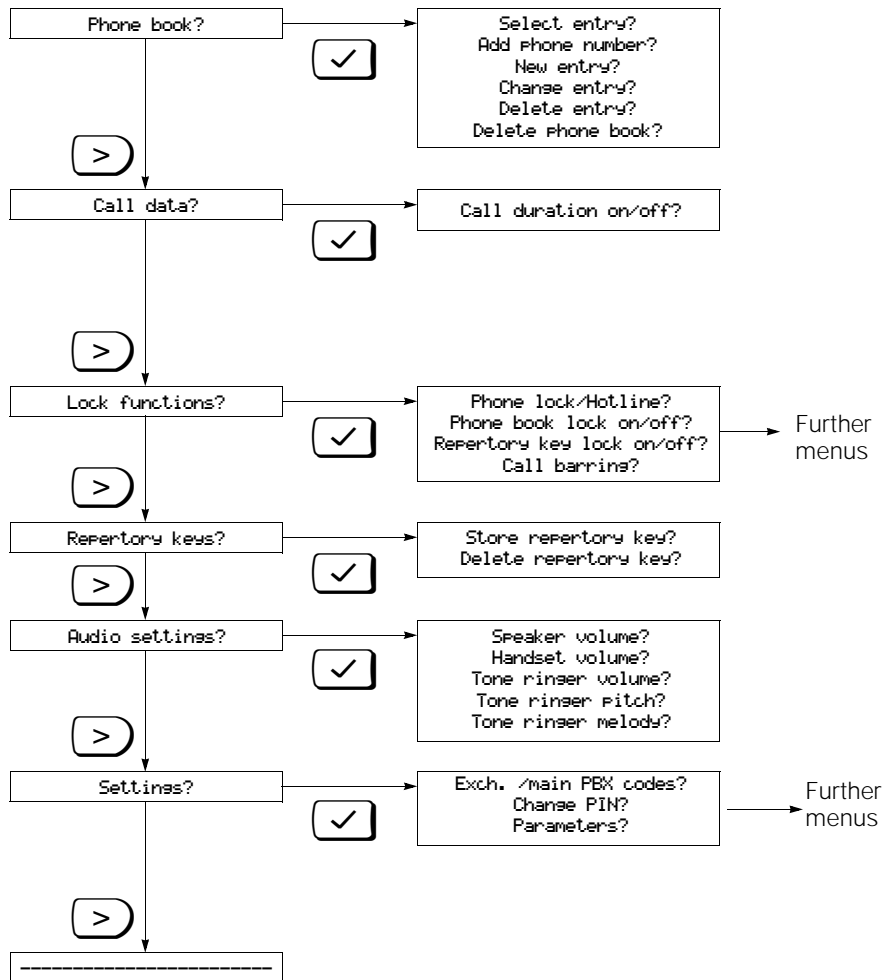 Phone book?
Select entry?
Add phone number?
New entry?
Change entry?
Delete entry?
Delete phone book?
>
Call data?
Call duration on/off?
>
Lock functions?
Phone lock/Hotline?
Phone book lock on/off?
Repertory key lock on/off?
Call barring?
Further
menus
>
Repertory keys?
Store repertory key?
Delete repertory key?
>
Audio settings?
Speaker volume?
Handset volume?
Tone ringer volume?
Tone ringer pitch?
Tone ringer melody?
>
Settings?
Exch. /main PBX codes?
Change PIN?
Parameters?
Further
menus
>
------------------------